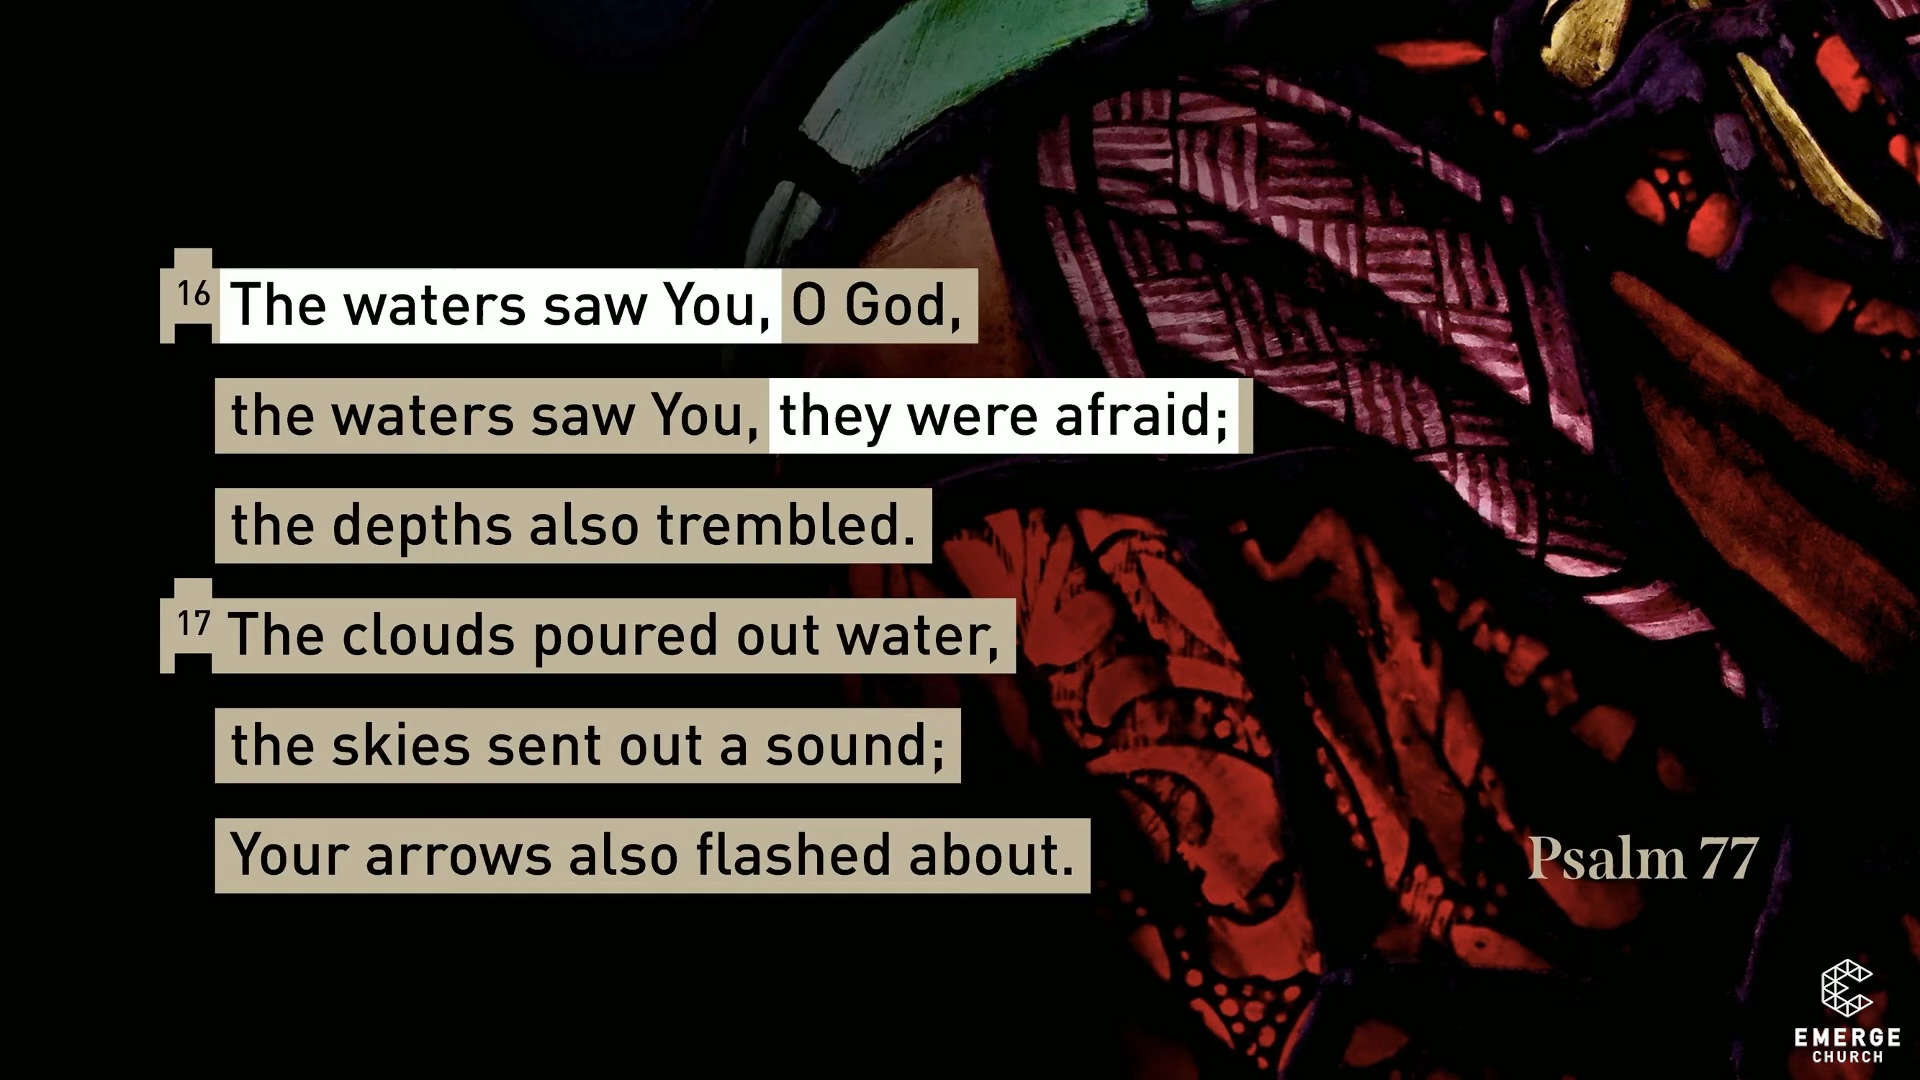 16 The waters saw You, O God,
the waters saw You, they were afraid;
the depths also trembled.
17 The clouds poured out water,
the skies sent out a sound;
Your arrows also flashed about.
Psalm 77
EMERGE
CHURCH